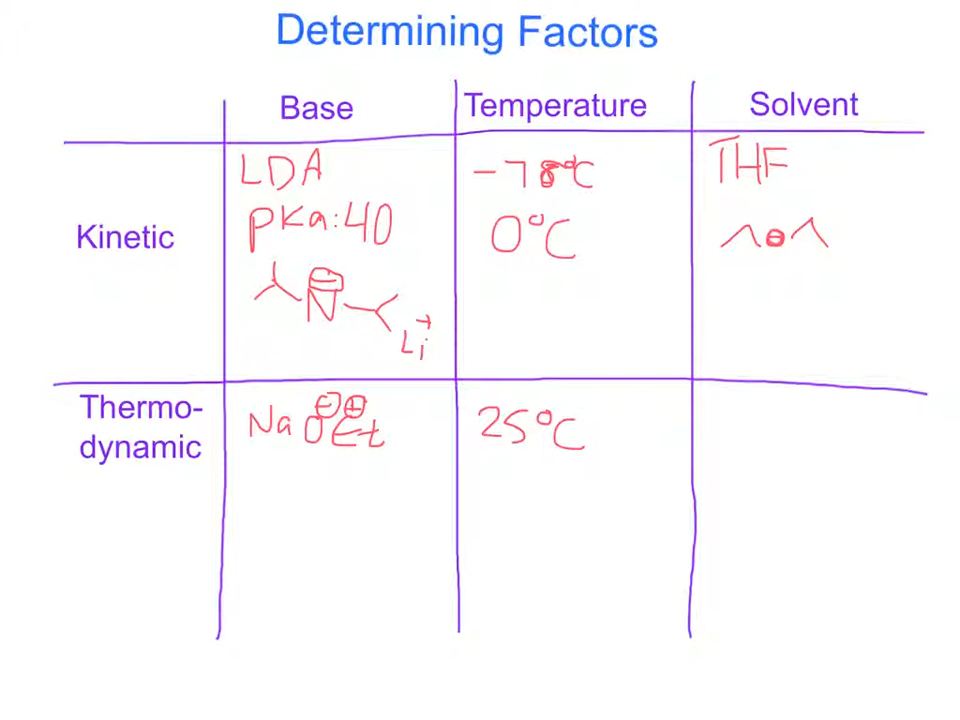 Determining Factors
Base Temperature Solvent
Kinetic
LDA -78°C THF
pKa:40 0°C
O
⊖
N
Li+
Thermo-
dynamic
⊖ ⊕
NaOEt 25°C